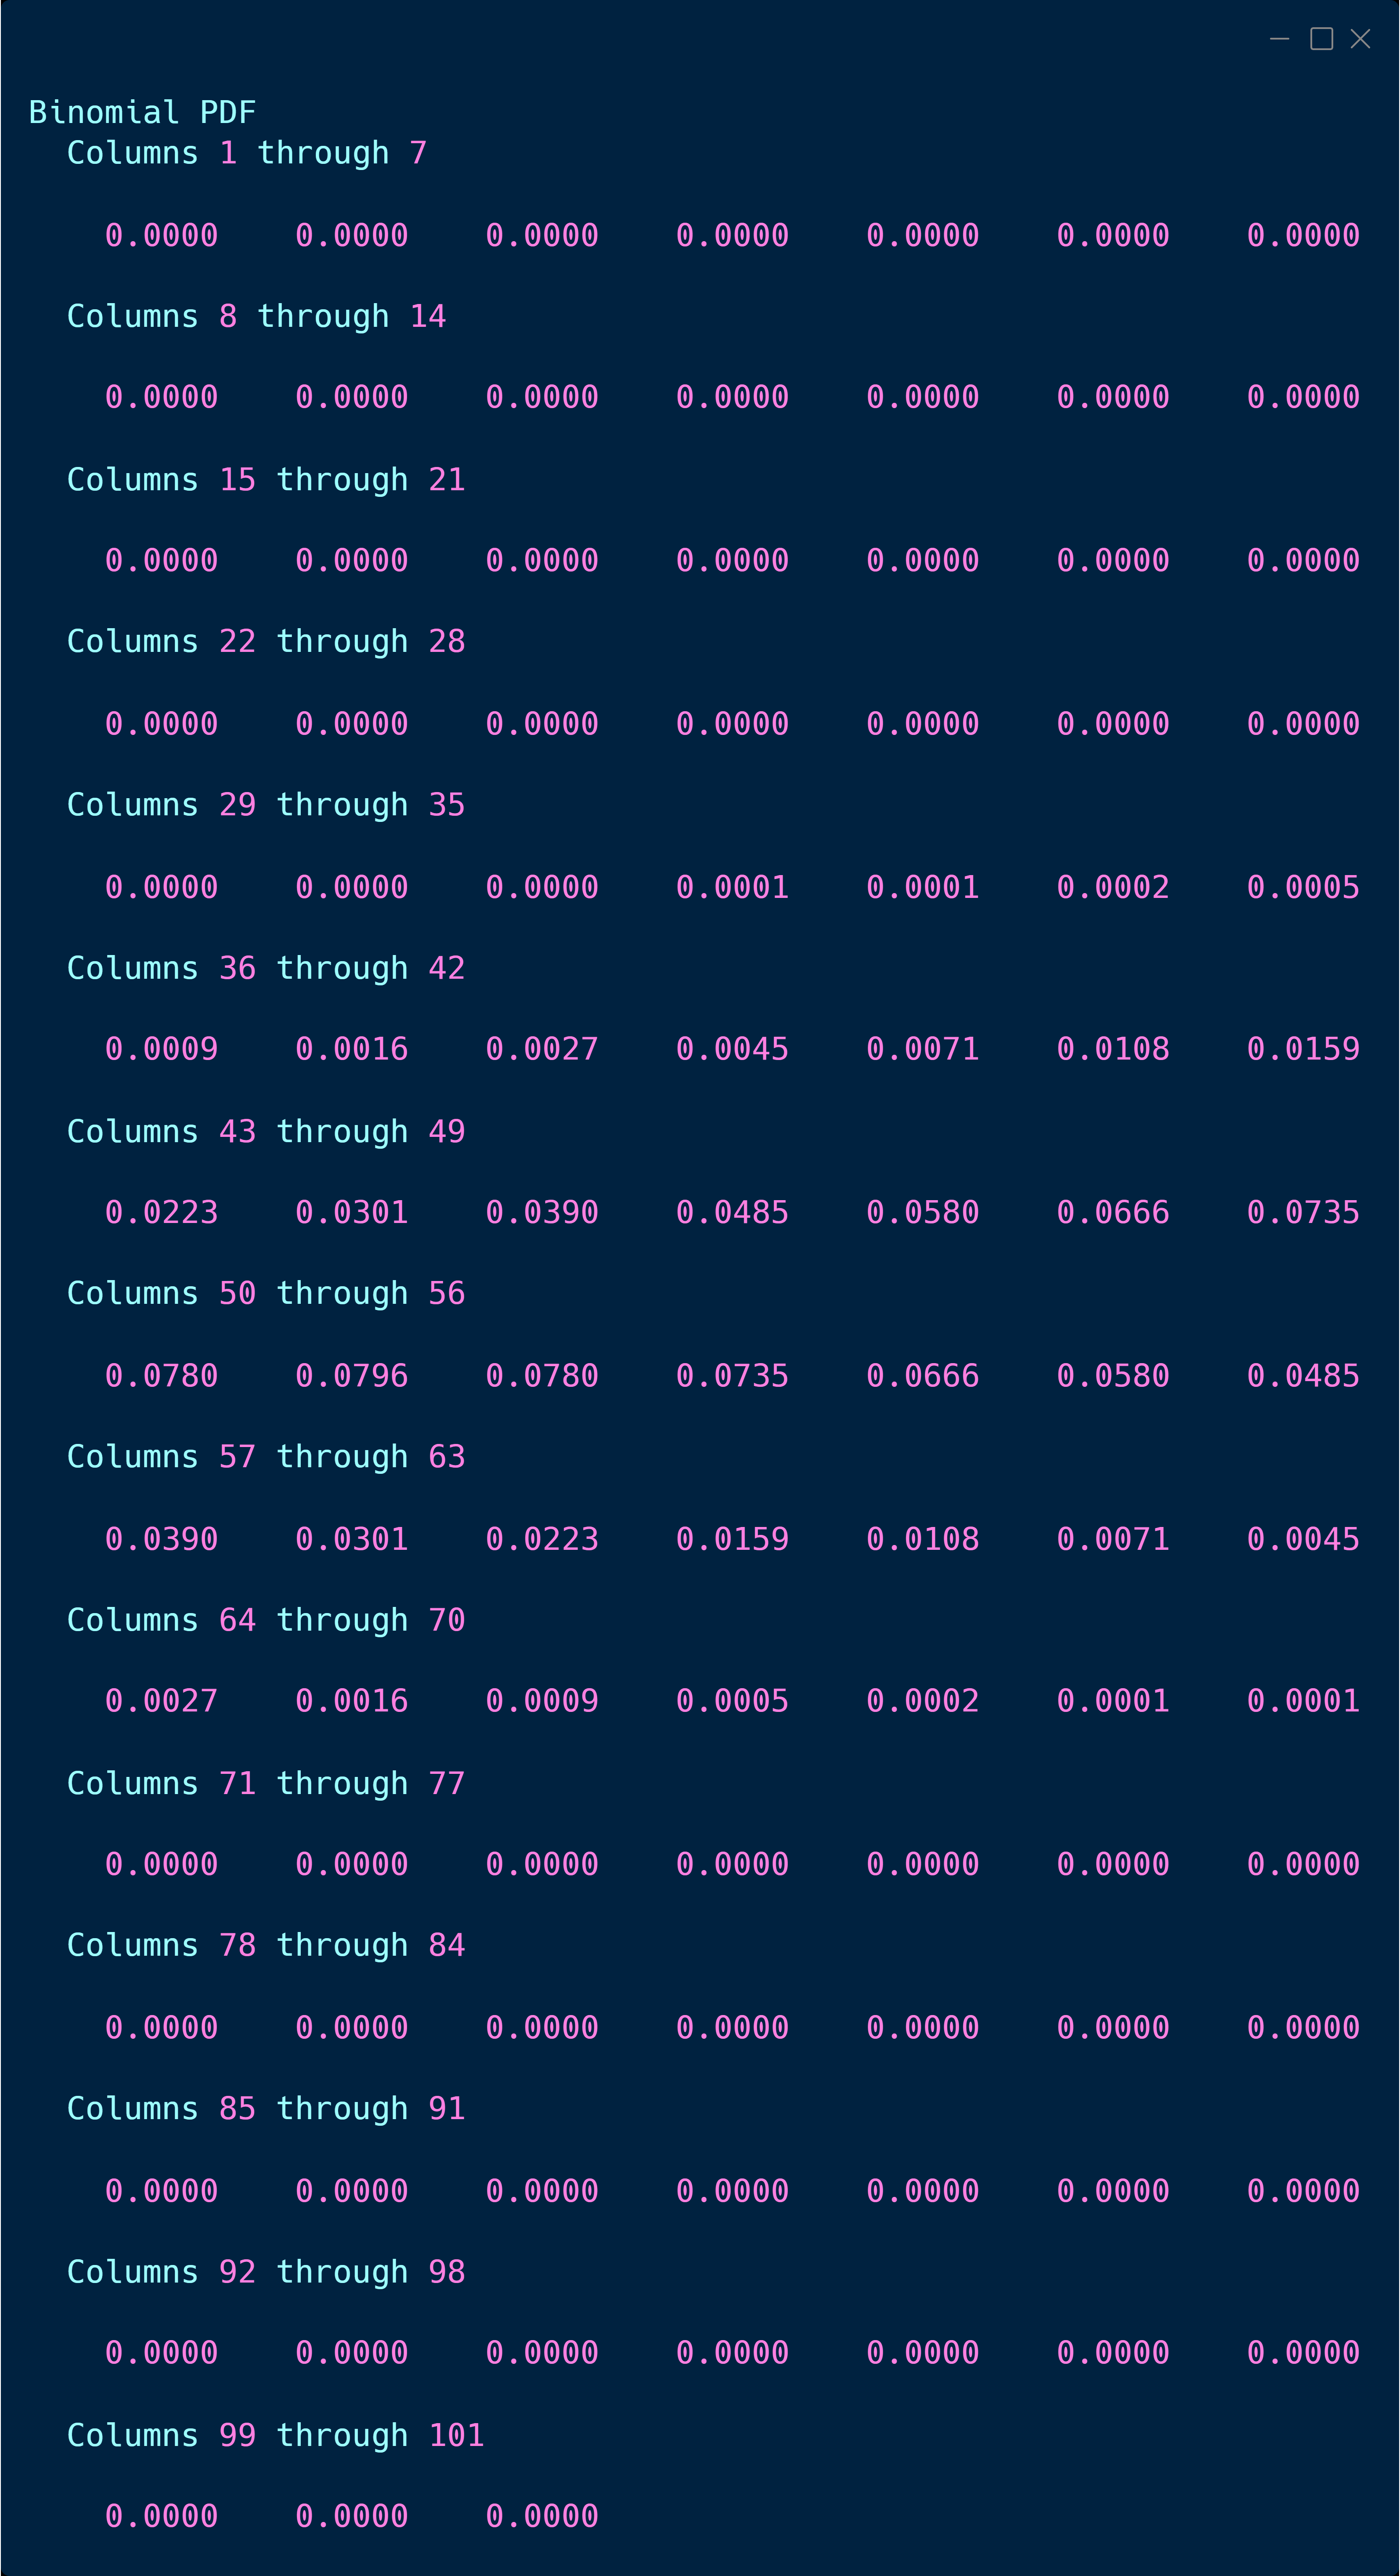 Binomial PDF
Columns 1 through 7
0.0000 0.0000 0.0000 0.0000 0.0000 0.0000 0.0000
Columns 8 through 14
0.0000 0.0000 0.0000 0.0000 0.0000 0.0000 0.0000
Columns 15 through 21
0.0000 0.0000 0.0000 0.0000 0.0000 0.0000 0.0000
Columns 22 through 28
0.0000 0.0000 0.0000 0.0000 0.0000 0.0000 0.0000
Columns 29 through 35
0.0000 0.0000 0.0000 0.0001 0.0001 0.0002 0.0005
Columns 36 through 42
0.0009 0.0016 0.0027 0.0045 0.0071 0.0108 0.0159
Columns 43 through 49
0.0223 0.0301 0.0390 0.0485 0.0580 0.0666 0.0735
Columns 50 through 56
0.0780 0.0796 0.0780 0.0735 0.0666 0.0580 0.0485
Columns 57 through 63
0.0390 0.0301 0.0223 0.0159 0.0108 0.0071 0.0045
Columns 64 through 70
0.0027 0.0016 0.0009 0.0005 0.0002 0.0001 0.0001
Columns 71 through 77
0.0000 0.0000 0.0000 0.0000 0.0000 0.0000 0.0000
Columns 78 through 84
0.0000 0.0000 0.0000 0.0000 0.0000 0.0000 0.0000
Columns 85 through 91
0.0000 0.0000 0.0000 0.0000 0.0000 0.0000 0.0000
Columns 92 through 98
0.0000 0.0000 0.0000 0.0000 0.0000 0.0000 0.0000
Columns 99 through 101
0.0000 0.0000 0.0000